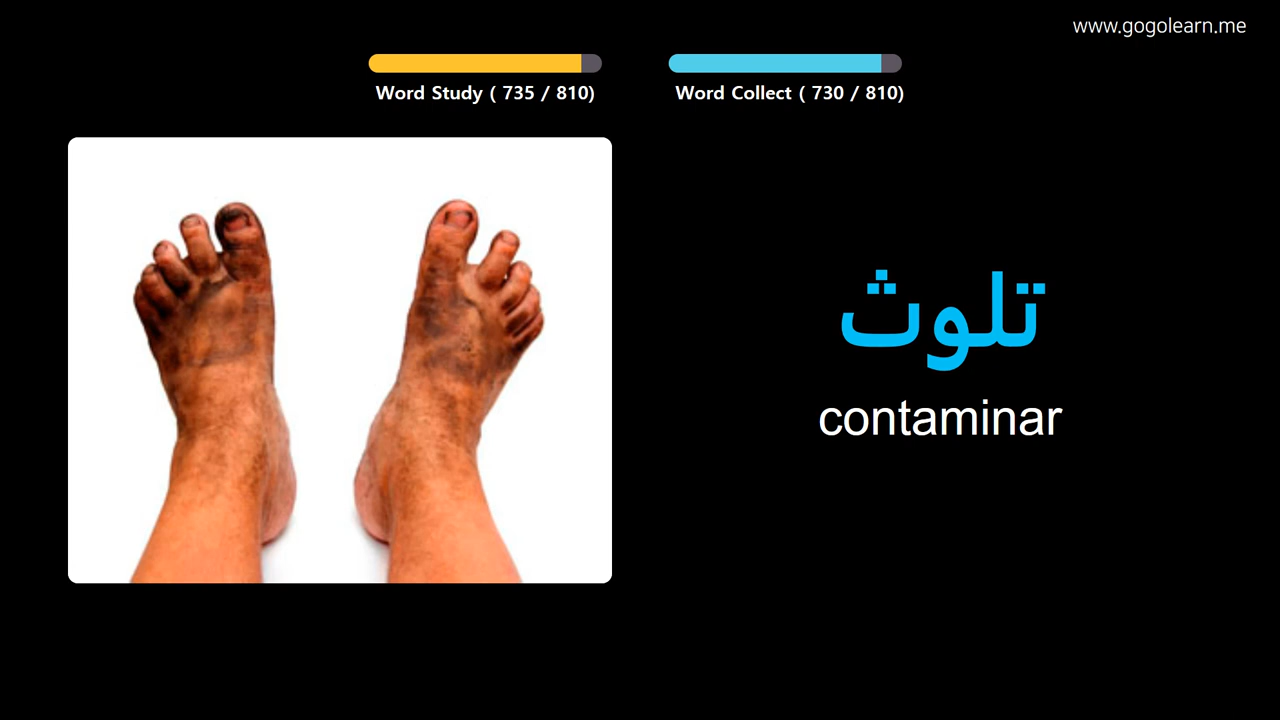 www.gogolearn.me
Word Study ( 735 / 810)
Word Collect ( 730 / 810)
تلوث
contaminar